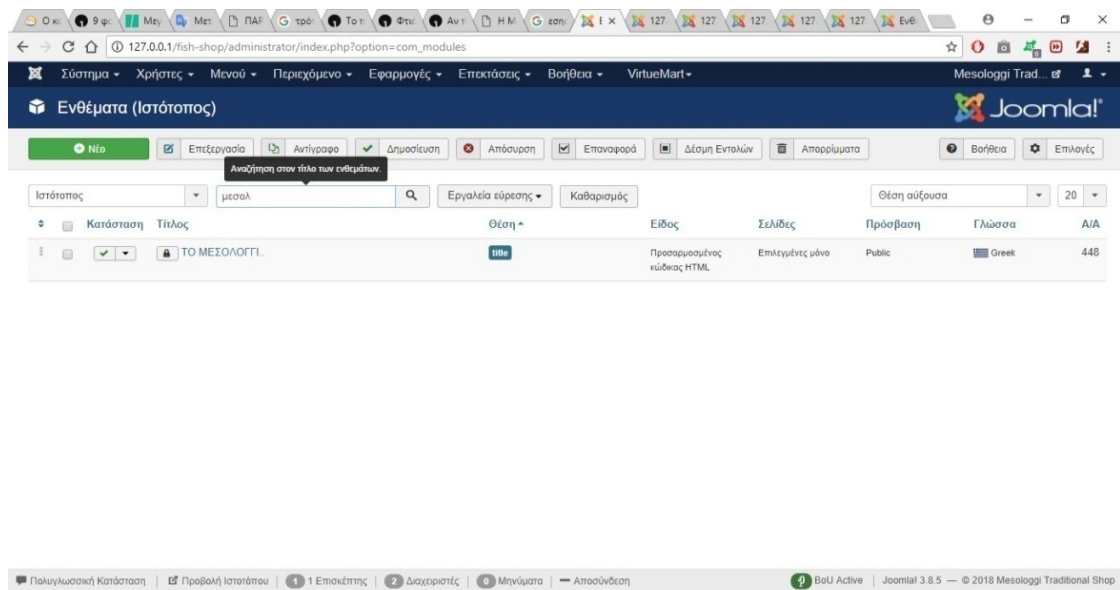 127.0.0.1/fish-shop/administrator/index.php?option=com_modules
Σύστημα Χρήστες Μενού Περιεχόμενο Εφαρμογές Επεκτάσεις Βοήθεια VirtueMart Mesologgi Trad...
Ενθέματα (Ιστότοπος) Joomla!
Νέο Επεξεργασία Αντίγραφο Δημοσίευση Απόσυρση Επαναφορά Δέσμη Εντολών Απορρίμματα Βοήθεια Επιλογές
Αναζήτηση στον τίτλο των ενθεμάτων.
Ιστότοπος μεσολ Εργαλεία εύρεσης Καθαρισμός Θέση αύξουσα 20
Κατάσταση Τίτλος Θέση Είδος Σελίδες Πρόσβαση Γλώσσα Α/Α
ΤΟ ΜΕΣΟΛΟΓΓΙ.. title Προσαρμοσμένος Επιλεγμένες μόνο Public Greek 448
κώδικας HTML
Πολυγλωσσική Κατάσταση Προβολή Ιστοτόπου 1 1 Επισκέπτης 2 Διαχειριστές 0 Μηνύματα Αποσύνδεση BoU Active Joomla! 3.8.5 — © 2018 Mesologgi Traditional Shop